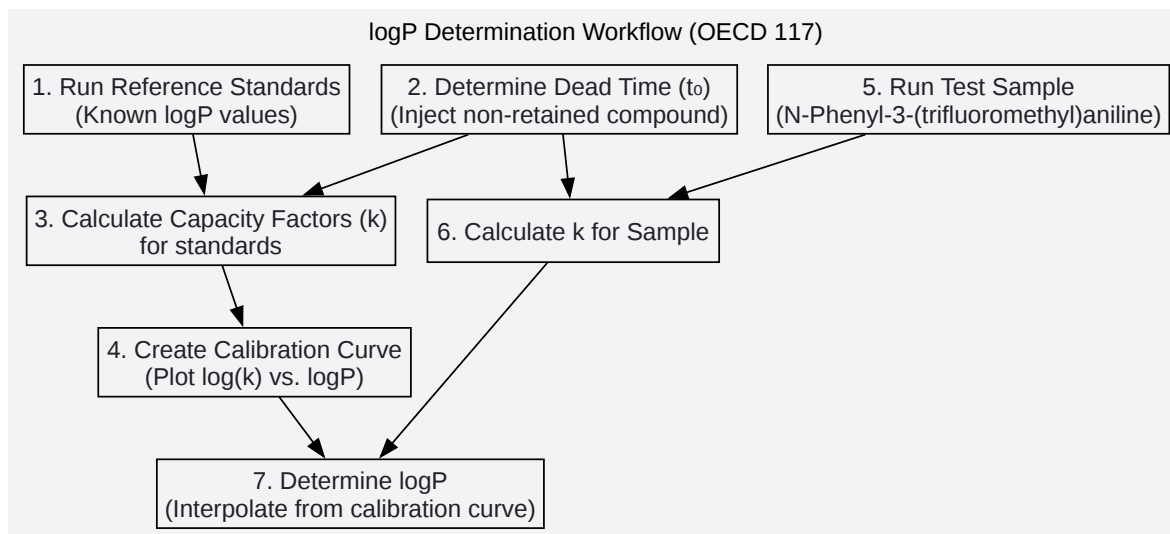 logP Determination Workflow (OECD 117)
1. Run Reference Standards
(Known logP values)
2. Determine Dead Time (t₀)
(Inject non-retained compound)
5. Run Test Sample
(N-Phenyl-3-(trifluoromethyl)aniline)
3. Calculate Capacity Factors (k)
for standards
6. Calculate k for Sample
4. Create Calibration Curve
(Plot log(k) vs. logP)
7. Determine logP
(Interpolate from calibration curve)